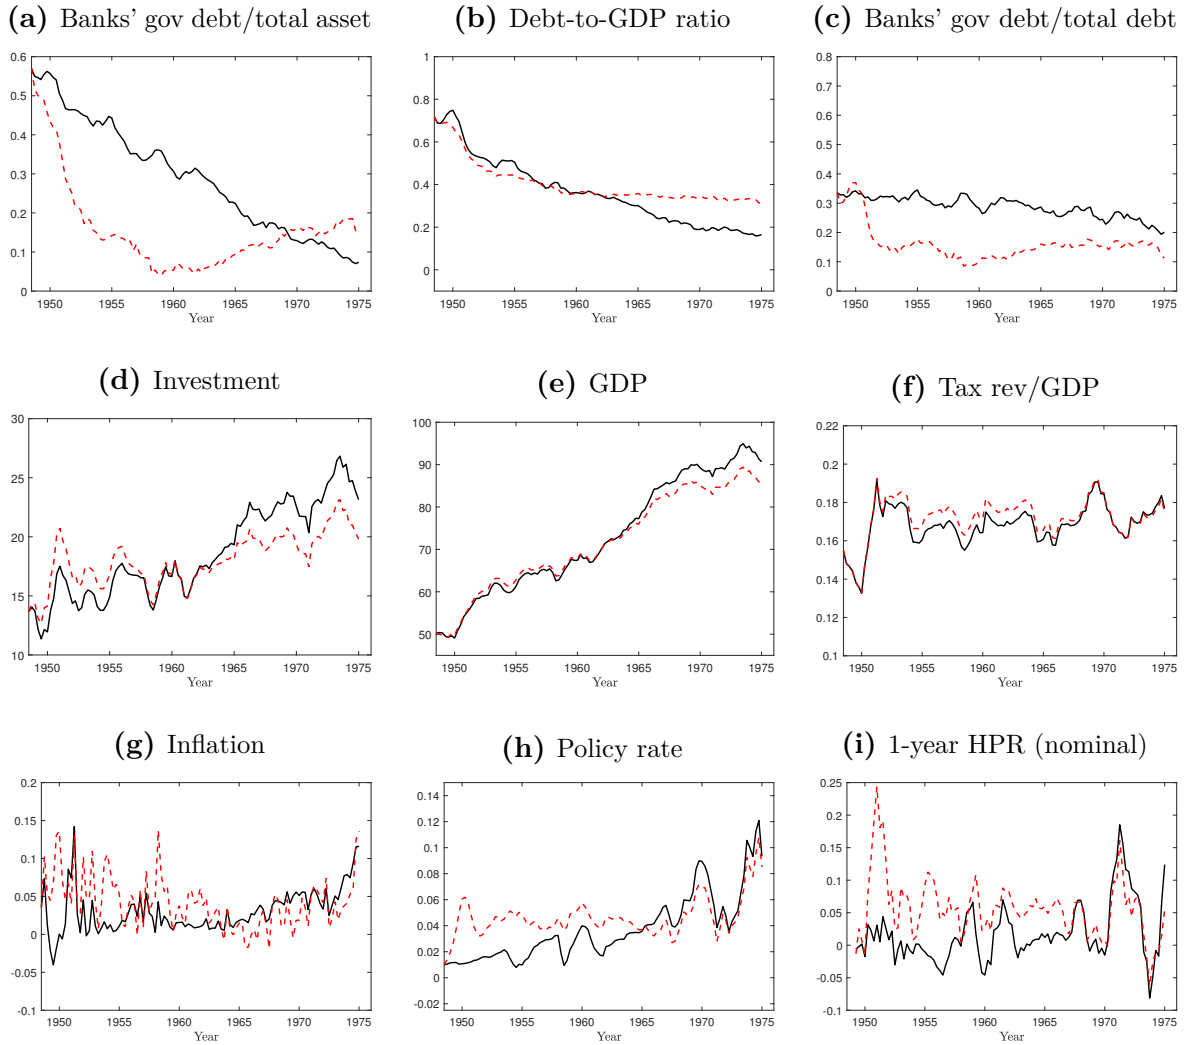 (a) Banks' gov debt/total asset
(b) Debt-to-GDP ratio
(c) Banks' gov debt/total debt
0.6
0.5
0.4
0.3
0.2
0.1
0
1950 1955 1960 1965 1970 1975
Year
1
0.8
0.6
0.4
0.2
0
1950 1955 1960 1965 1970 1975
Year
0.8
0.7
0.6
0.5
0.4
0.3
0.2
0.1
0
1950 1955 1960 1965 1970 1975
Year
(d) Investment
(e) GDP
(f) Tax rev/GDP
30
25
20
15
10
1950 1955 1960 1965 1970 1975
Year
100
90
80
70
60
50
1950 1955 1960 1965 1970 1975
Year
0.22
0.2
0.18
0.16
0.14
0.12
0.1
1950 1955 1960 1965 1970 1975
Year
(g) Inflation
(h) Policy rate
(i) 1-year HPR (nominal)
0.2
0.15
0.1
0.05
0
-0.05
-0.1
1950 1955 1960 1965 1970 1975
Year
0.14
0.12
0.1
0.08
0.06
0.04
0.02
0
-0.02
1950 1955 1960 1965 1970 1975
Year
0.25
0.2
0.15
0.1
0.05
0
-0.05
-0.1
1950 1955 1960 1965 1970 1975
Year